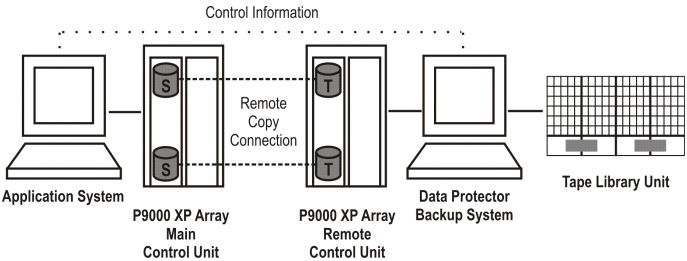 Control Information
S
T
Remote
Copy
Connection
S
T
Application System
P9000 XP Array
Main
Control Unit
P9000 XP Array
Remote
Control Unit
Data Protector
Backup System
Tape Library Unit